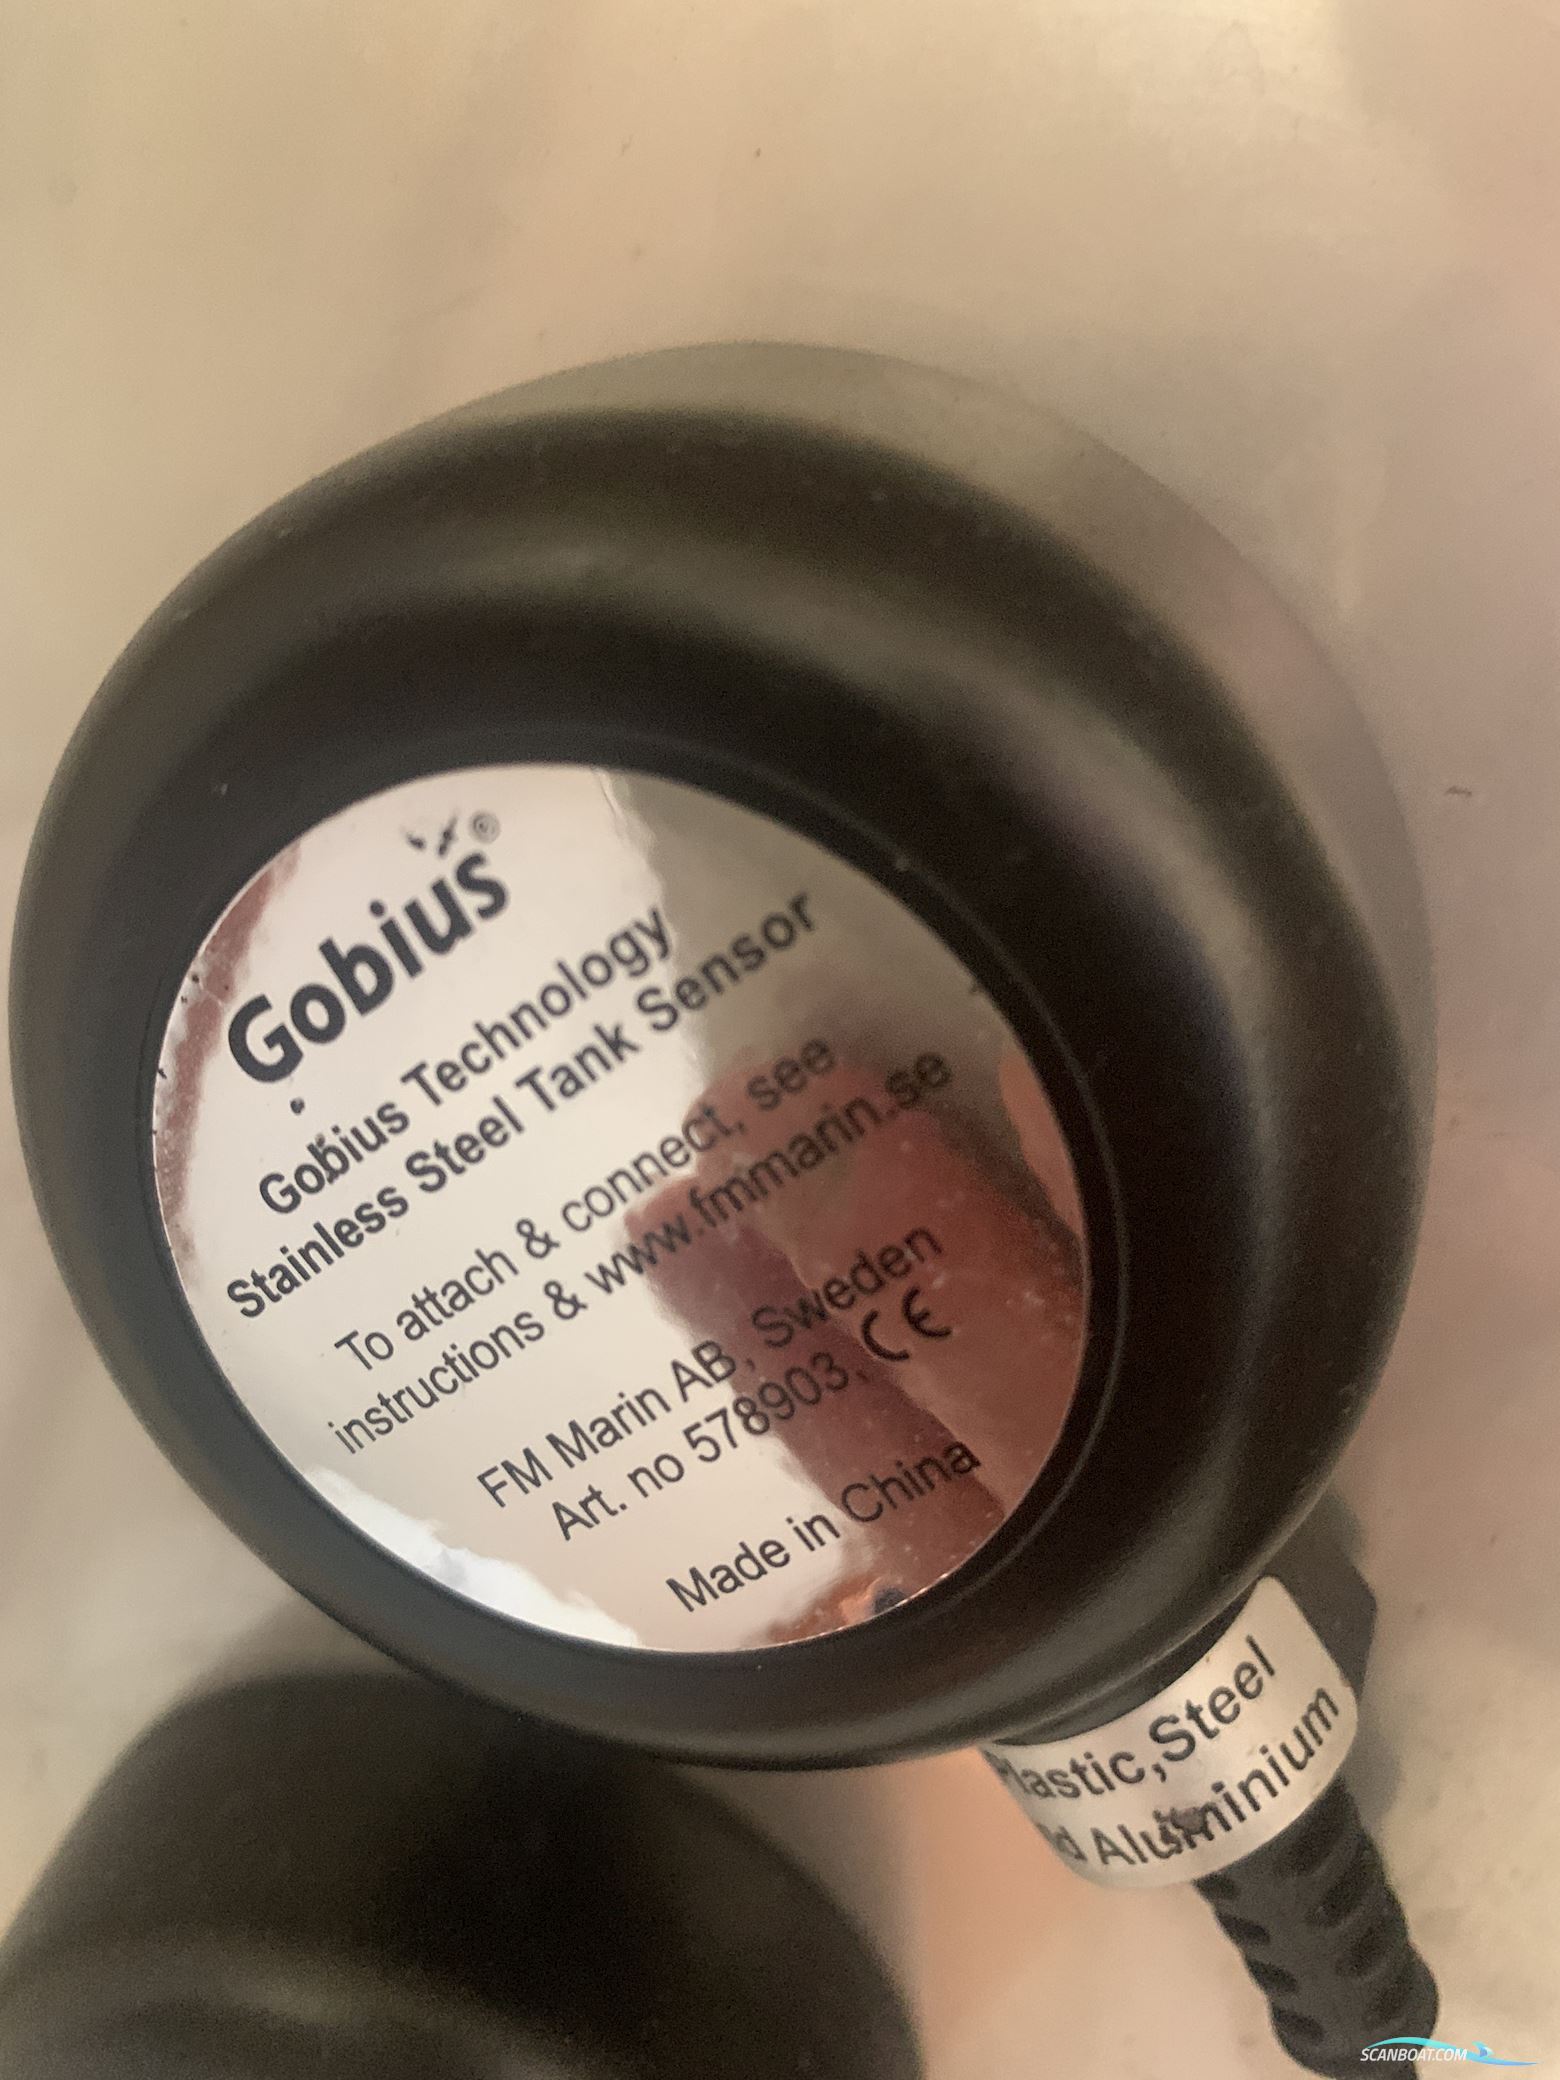 Gobius®
Gobius Technology
Stainless Steel Tank Sensor
To attach & connect, see
instructions & www.fmmarin.se
FM Marin AB, Sweden
Art. no 578903, CE
Made in China
Plastic,Steel
Aluminium
SCANBOAT.COM